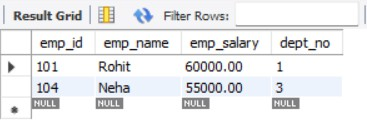 Result Grid Filter Rows:
emp_id emp_name emp_salary dept_no
101 Rohit 60000.00 1
104 Neha 55000.00 3
NULL NULL NULL NULL